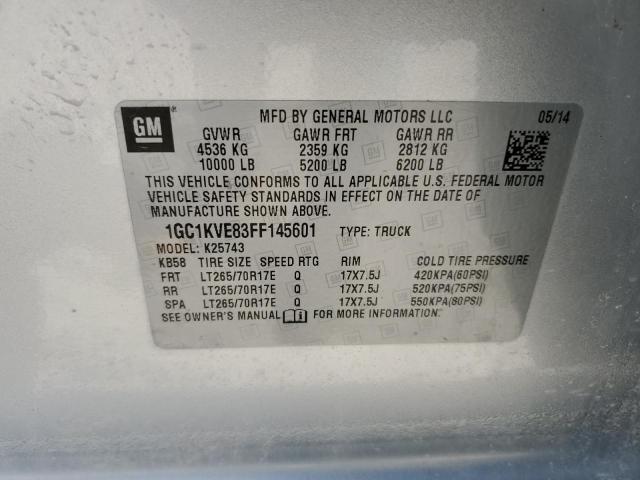 GM
MFD BY GENERAL MOTORS LLC 05/14
GVWR GAWR FRT GAWR RR
4536 KG 2359 KG 2812 KG
10000 LB 5200 LB 6200 LB
THIS VEHICLE CONFORMS TO ALL APPLICABLE U.S. FEDERAL MOTOR
VEHICLE SAFETY STANDARDS IN EFFECT ON THE DATE OF
MANUFACTURE SHOWN ABOVE.
1GC1KVE83FF145601 TYPE: TRUCK
MODEL: K25743
KB58 TIRE SIZE SPEED RTG RIM COLD TIRE PRESSURE
FRT LT265/70R17E Q 17X7.5J 420KPA(60PSI)
RR LT265/70R17E Q 17X7.5J 520KPA(75PSI)
SPA LT265/70R17E Q 17X7.5J 550KPA(80PSI)
SEE OWNER'S MANUAL FOR MORE INFORMATION.